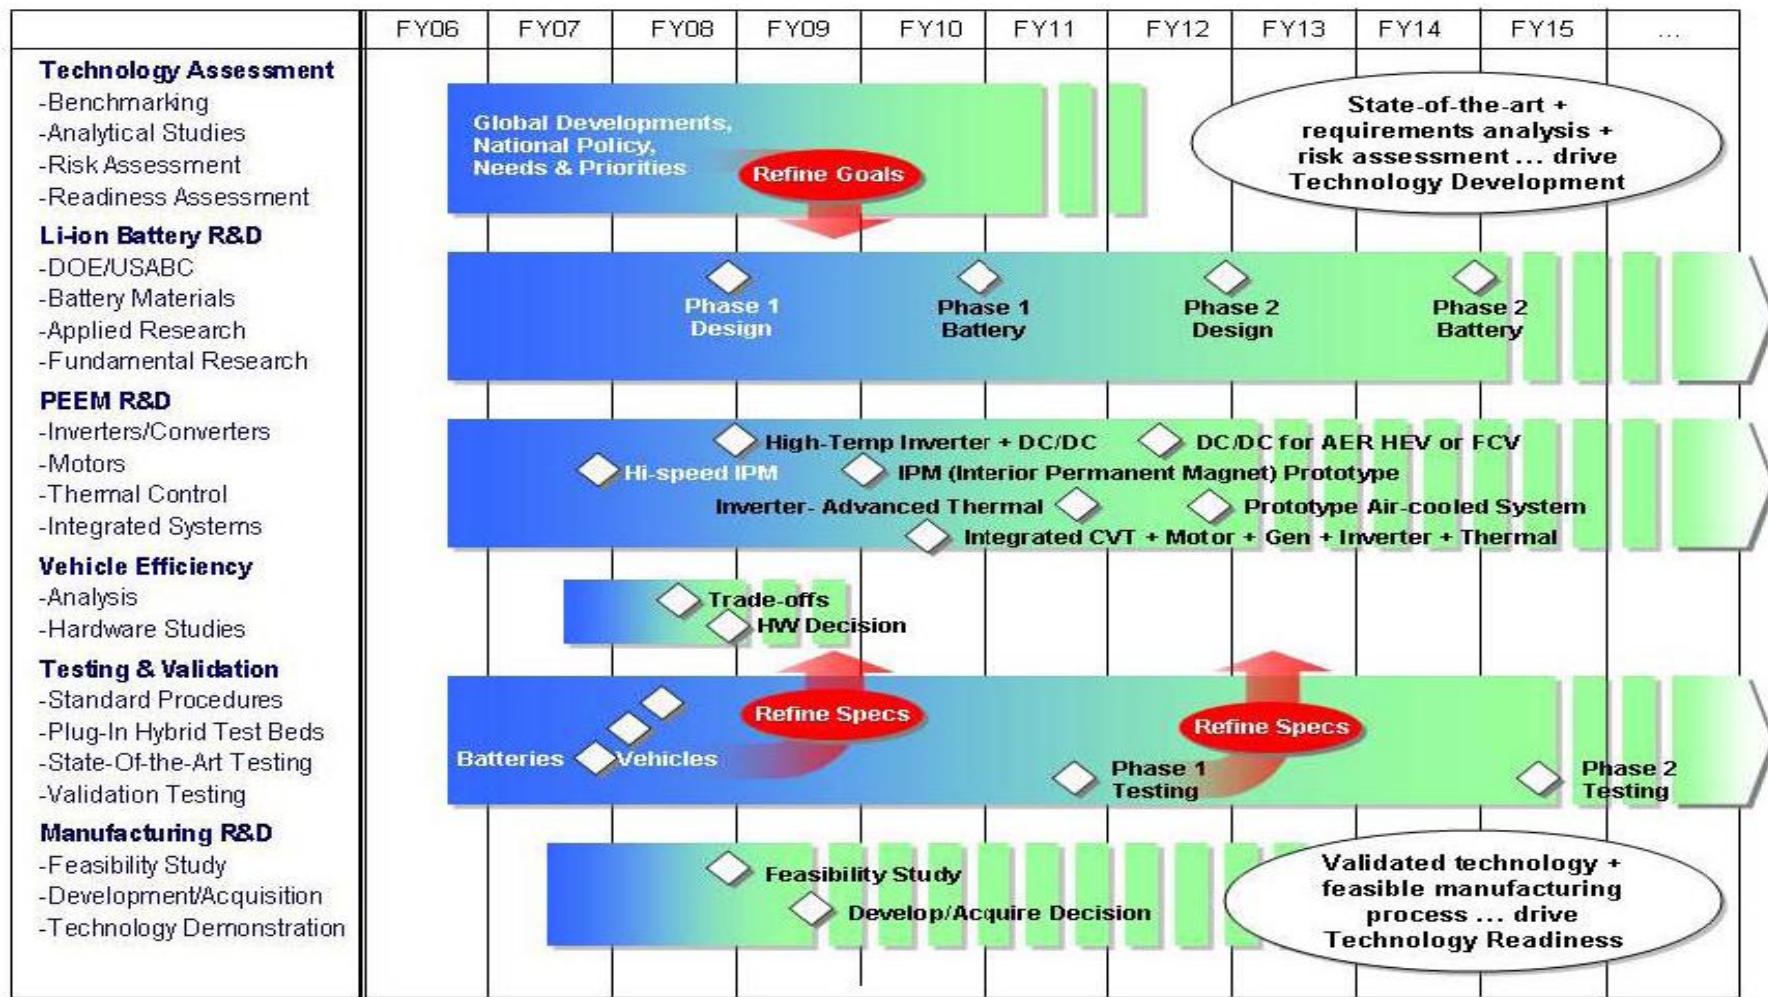 FY06 FY07 FY08 FY09 FY10 FY11 FY12 FY13 FY14 FY15 ...
Technology Assessment
-Benchmarking
-Analytical Studies
-Risk Assessment
-Readiness Assessment
Global Developments,
National Policy,
Needs & Priorities
Refine Goals
State-of-the-art +
requirements analysis +
risk assessment ... drive
Technology Development
Li-ion Battery R&D
-DOE/USABC
-Battery Materials
-Applied Research
-Fundamental Research
Phase 1
Design
Phase 1
Battery
Phase 2
Design
Phase 2
Battery
PEEM R&D
-Inverters/Converters
-Motors
-Thermal Control
-Integrated Systems
High-Temp Inverter + DC/DC
DC/DC for AER HEV or FCV
Hi-speed IPM
IPM (Interior Permanent Magnet) Prototype
Inverter- Advanced Thermal
Prototype Air-cooled System
Integrated CVT + Motor + Gen + Inverter + Thermal
Vehicle Efficiency
-Analysis
-Hardware Studies
Trade-offs
HW Decision
Testing & Validation
-Standard Procedures
-Plug-In Hybrid Test Beds
-State-Of-the-Art Testing
-Validation Testing
Refine Specs
Refine Specs
Batteries
Vehicles
Phase 1
Testing
Phase 2
Testing
Manufacturing R&D
-Feasibility Study
-Development/Acquisition
-Technology Demonstration
Feasibility Study
Develop/Acquire Decision
Validated technology +
feasible manufacturing
process ... drive
Technology Readiness